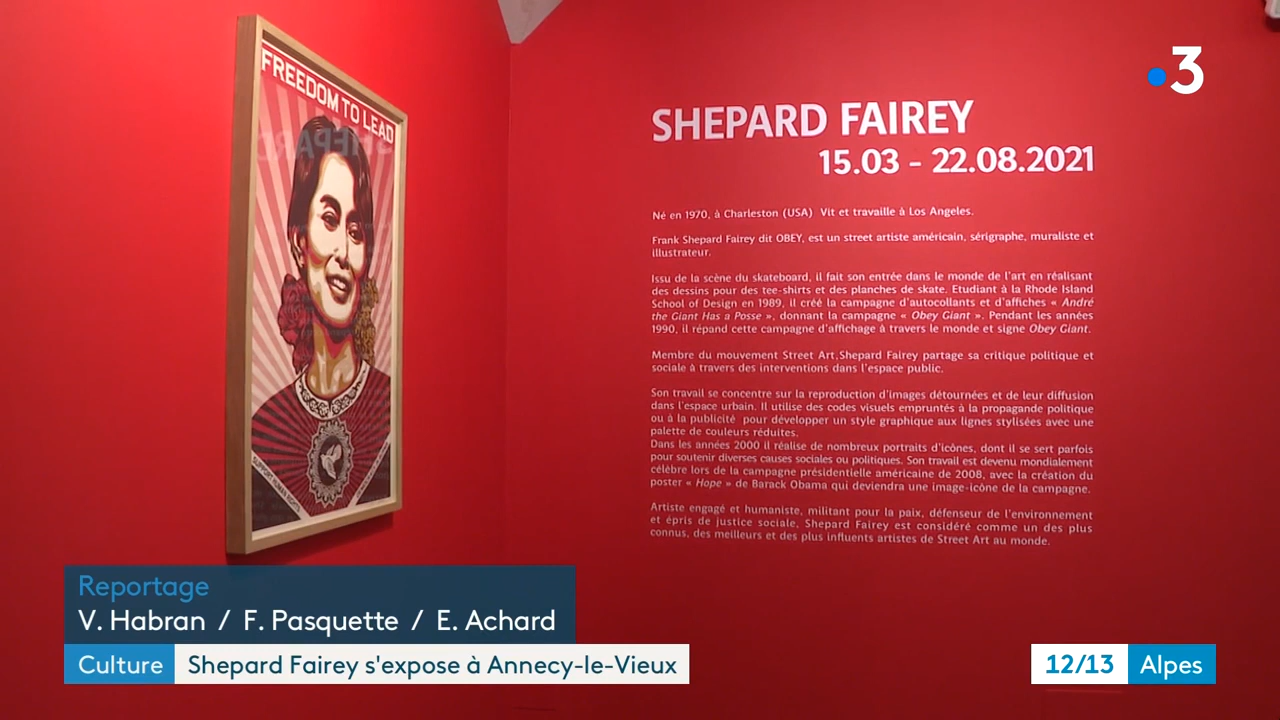 FREEDOM TO LEAD
SUPPORT HUMAN RIGHTS
3
SHEPARD FAIREY
15.03 - 22.08.2021
Né en 1970, à Charleston (USA) Vit et travaille à Los Angeles.
Frank Shepard Fairey dit OBEY, est un street artiste américain, sérigraphe, muraliste et
illustrateur.
Issu de la scène du skateboard, il fait son entrée dans le monde de l'art en réalisant
des dessins pour des tee-shirts et des planches de skate. Etudiant à la Rhode Island
School of Design en 1989, il créé la campagne d'autocollants et d'affiches « André
the Giant Has a Posse », donnant la campagne « Obey Giant ». Pendant les années
1990, il répand cette campagne d'affichage à travers le monde et signe Obey Giant.
Membre du mouvement Street Art,Shepard Fairey partage sa critique politique et
sociale à travers des interventions dans l'espace public.
Son travail se concentre sur la reproduction d'images détournées et de leur diffusion
dans l'espace urbain. Il utilise des codes visuels empruntés à la propagande politique
ou à la publicité pour développer un style graphique aux lignes stylisées avec une
palette de couleurs réduites.
Dans les années 2000 il réalise de nombreux portraits d'icônes, dont il se sert parfois
pour soutenir diverses causes sociales ou politiques. Son travail est devenu mondialement
célèbre lors de la campagne présidentielle américaine de 2008, avec la création du
poster « Hope » de Barack Obama qui deviendra une image-icône de la campagne.
Artiste engagé et humaniste, militant pour la paix, défenseur de l'environnement
et épris de justice sociale, Shepard Fairey est considéré comme un des plus
connus, des meilleurs et des plus influents artistes de Street Art au monde.
Reportage
V. Habran / F. Pasquette / E. Achard
Culture Shepard Fairey s'expose à Annecy-le-Vieux
12/13 Alpes